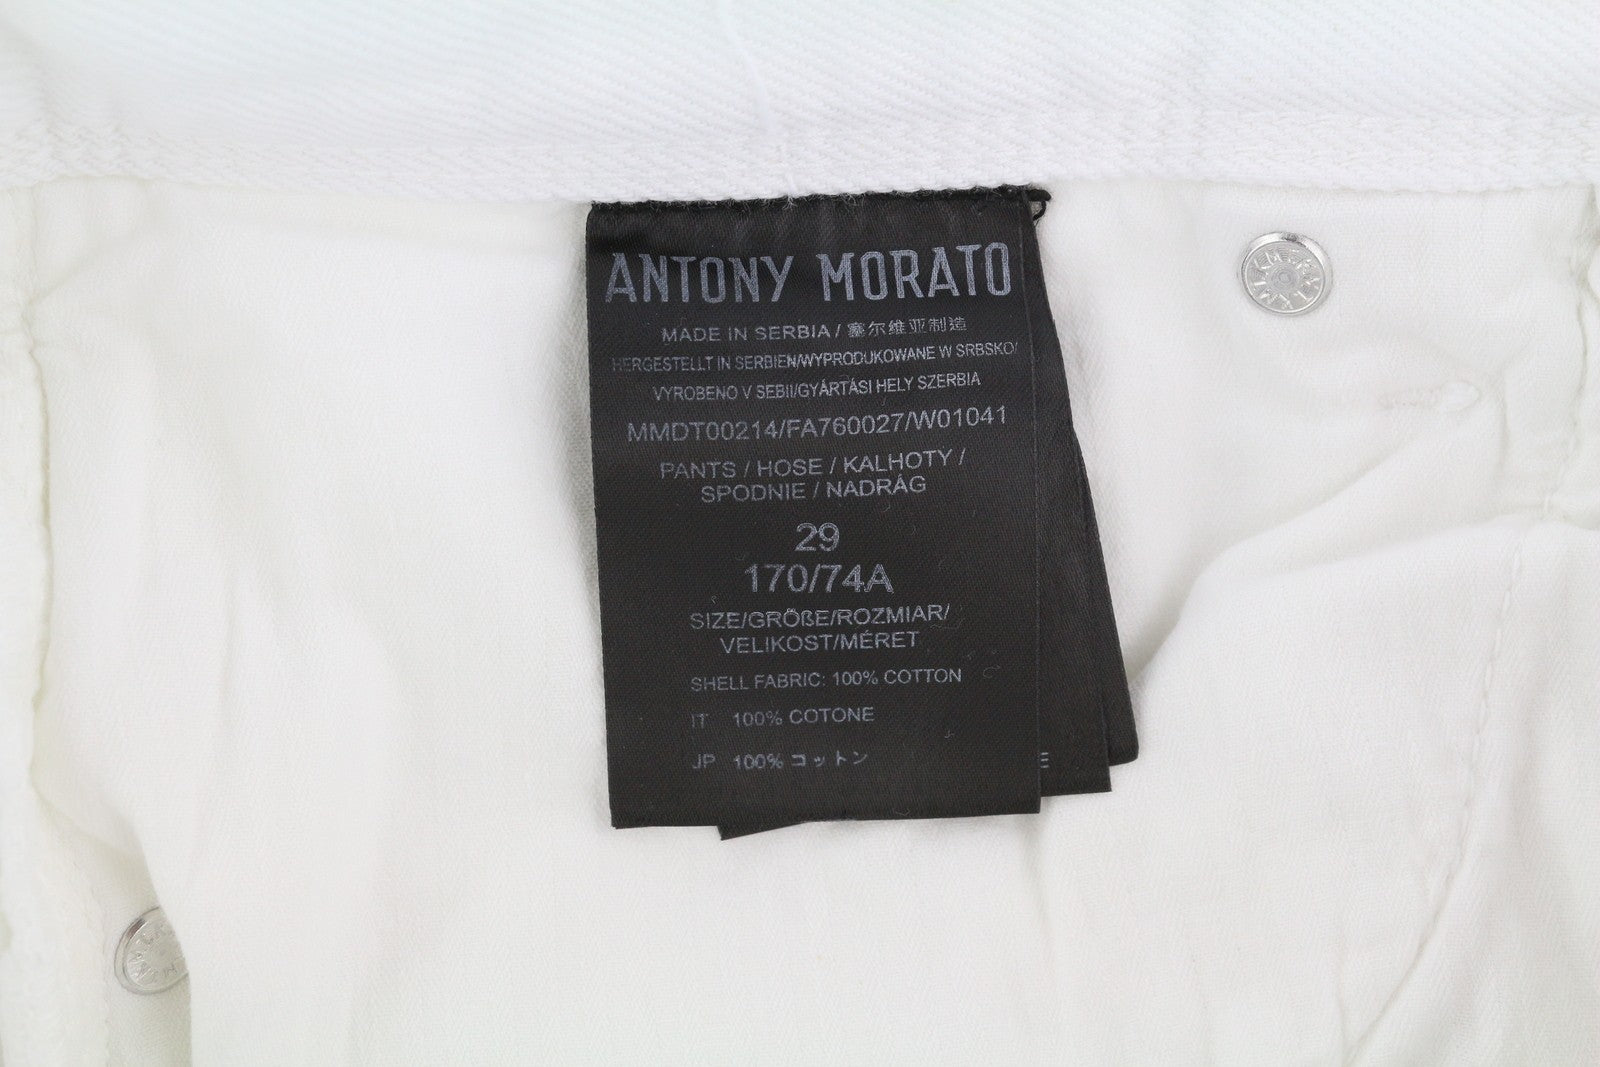 ANTONY MORATO
MADE IN SERBIA / 塞尔维亚制造
HERGESTELLT IN SERBIEN/WYPRODUKOWANE W SRBSKO/
VYROBENO V SEBII/GYÁRTÁSI HELY SZERBIA
MMDT00214/FA760027/W01041
PANTS / HOSE / KALHOTY /
SPODNIE / NADRÁG
29
170/74A
SIZE/GRÖßE/ROZMIAR/
VELIKOST/MÉRET
SHELL FABRIC: 100% COTTON
IT 100% COTONE
JP 100% コットン
E